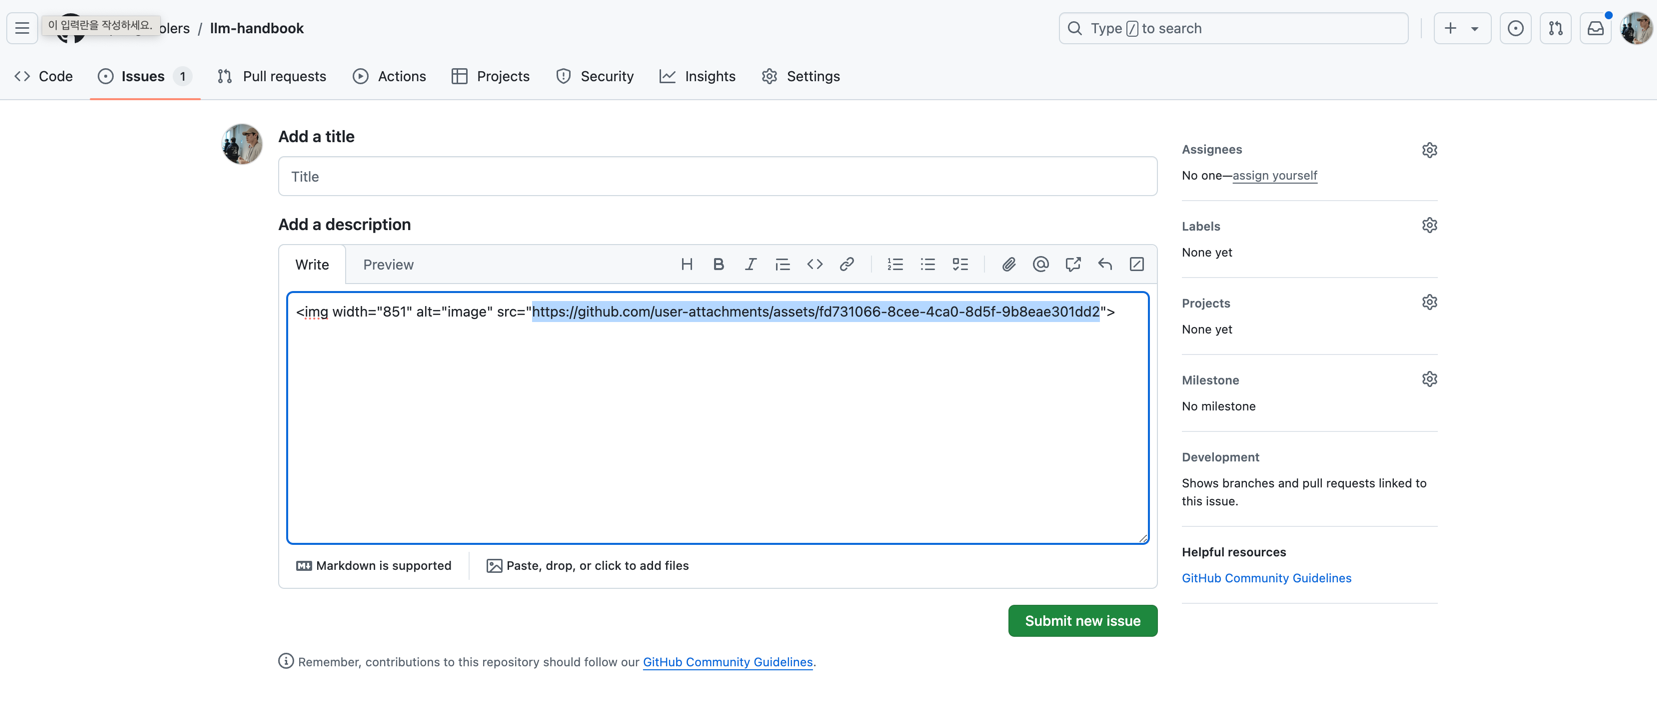 이 입력란을 작성하세요.
olers / llm-handbook
Type / to search
Code
Issues 1
Pull requests
Actions
Projects
Security
Insights
Settings
Add a title
Title
Add a description
Write
Preview
<img width="851" alt="image" src="https://github.com/user-attachments/assets/fd731066-8cee-4ca0-8d5f-9b8eae301dd2">
Markdown is supported
Paste, drop, or click to add files
Submit new issue
Remember, contributions to this repository should follow our GitHub Community Guidelines.
Assignees
No one—assign yourself
Labels
None yet
Projects
None yet
Milestone
No milestone
Development
Shows branches and pull requests linked to
this issue.
Helpful resources
GitHub Community Guidelines